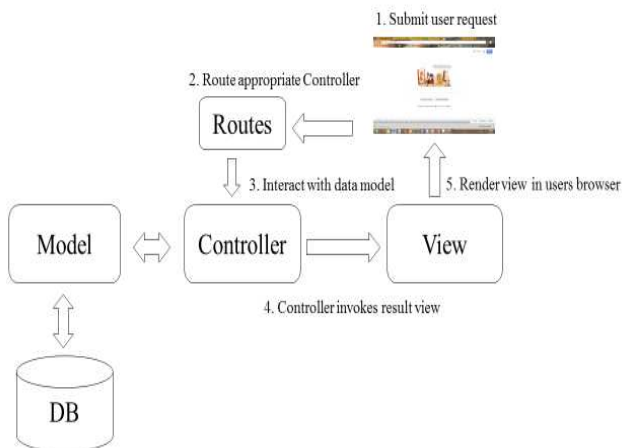 1. Submit user request
2. Route appropriate Controller
Routes
3. Interact with data model
5. Render view in users browser
Model
Controller
View
4. Controller invokes result view
DB